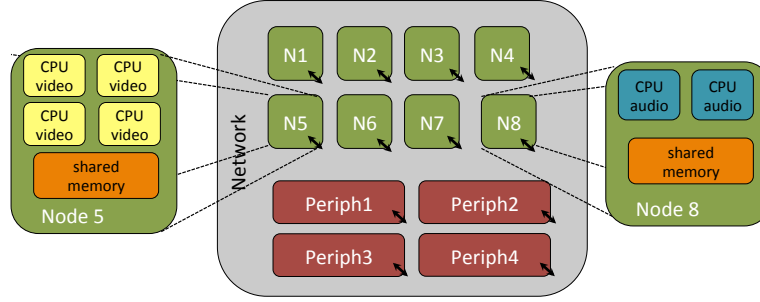 N1
N2
N3
N4
N5
N6
N7
N8
Network
Periph1
Periph2
Periph3
Periph4
CPU
video
CPU
video
CPU
video
CPU
video
shared
memory
Node 5
CPU
audio
CPU
audio
shared
memory
Node 8